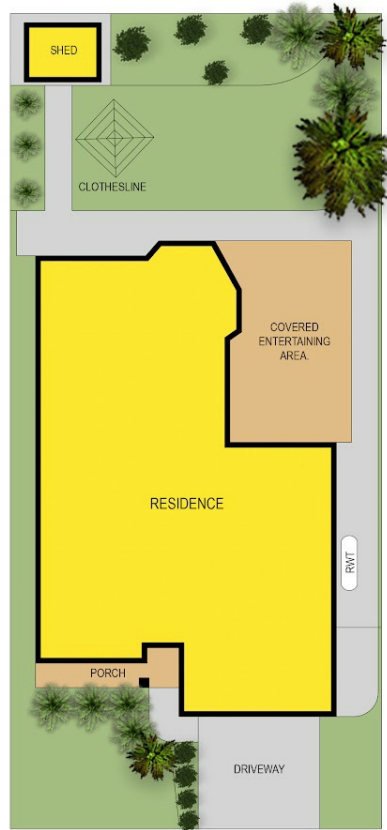 SHED
CLOTHESLINE
COVERED
ENTERTAINING
AREA.
RESIDENCE
RWT
PORCH
DRIVEWAY